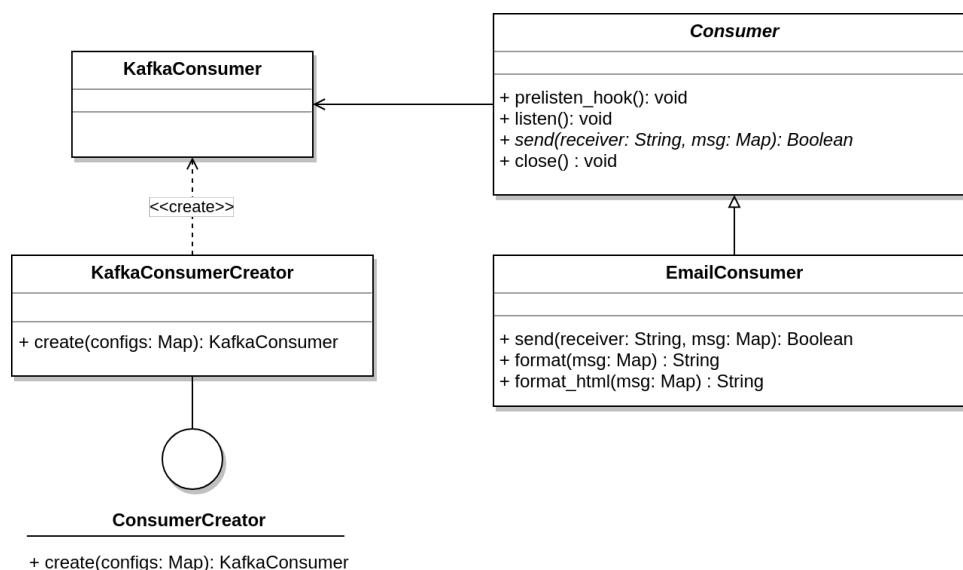 KafkaConsumer
<<create>>
KafkaConsumerCreator
+ create(configs: Map): KafkaConsumer
ConsumerCreator
+ create(configs: Map): KafkaConsumer
Consumer
+ prelisten_hook(): void
+ listen(): void
+ send(receiver: String, msg: Map): Boolean
+ close() : void
EmailConsumer
+ send(receiver: String, msg: Map): Boolean
+ format(msg: Map) : String
+ format_html(msg: Map) : String